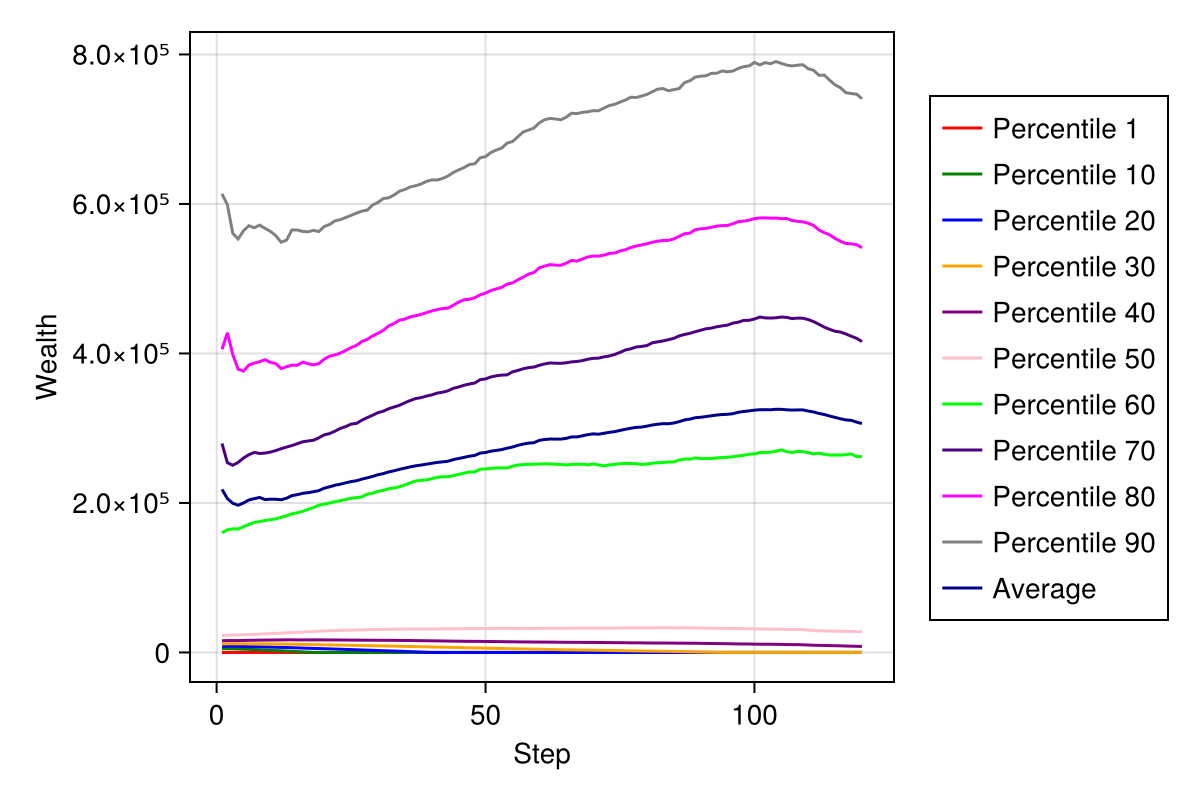 8.0×10⁵
6.0×10⁵
4.0×10⁵
2.0×10⁵
0
Wealth
0 50 100
Step
Percentile 1
Percentile 10
Percentile 20
Percentile 30
Percentile 40
Percentile 50
Percentile 60
Percentile 70
Percentile 80
Percentile 90
Average